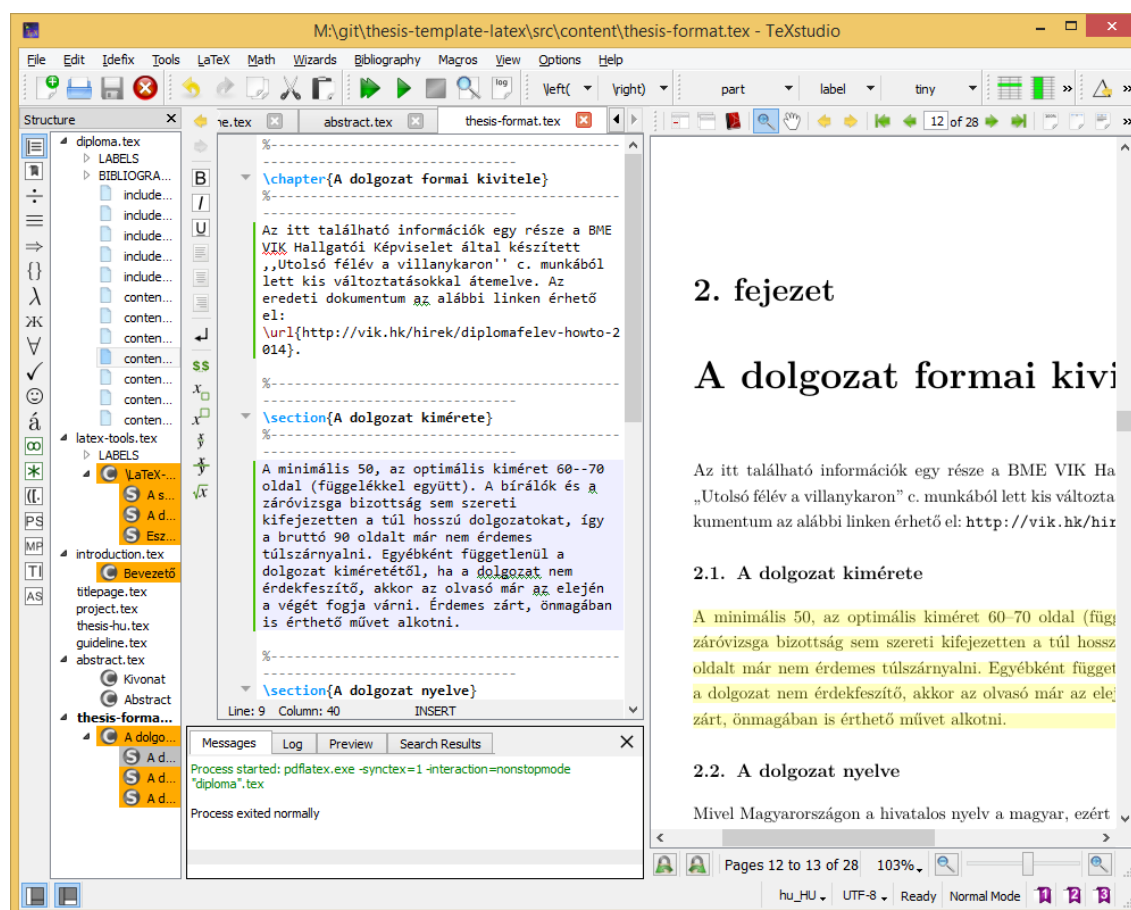 M:\git\thesis-template-latex\src\content\thesis-format.tex - TeXstudio
File Edit Idefix Tools LaTeX Math Wizards Bibliography Macros View Options Help
log \left( \right) part label tiny » »
Structure
diploma.tex
LABELS
BIBLIOGRA...
include...
include...
include...
include...
include...
conten...
conten...
conten...
conten...
conten...
conten...
conten...
latex-tools.tex
LABELS
\LaTeX-...
A s...
A d...
Esz...
introduction.tex
Bevezető
titlepage.tex
project.tex
thesis-hu.tex
guideline.tex
abstract.tex
Kivonat
Abstract
thesis-forma...
A dolgo...
A d...
A d...
A d...
ne.tex abstract.tex thesis-format.tex
%----------------------------------------------
------------------------------
\chapter{A dolgozat formai kivitele}
%----------------------------------------------
------------------------------
Az itt található információk egy része a BME
VIK Hallgatói Képviselet által készített
,,Utolsó félév a villanykaron'' c. munkából
lett kis változtatásokkal átemelve. Az
eredeti dokumentum az alábbi linken érhető
el:
\url{http://vik.hk/hirek/diplomafelev-howto-2
014}.
%----------------------------------------------
------------------------------
\section{A dolgozat kimérete}
%----------------------------------------------
------------------------------
A minimális 50, az optimális kiméret 60--70
oldal (függelékkel együtt). A bírálók és a
záróvizsga bizottság sem szereti
kifejezetten a túl hosszú dolgozatokat, így
a bruttó 90 oldalt már nem érdemes
túlszárnyalni. Egyébként függetlenül a
dolgozat kiméretétől, ha a dolgozat nem
érdekfeszítő, akkor az olvasó már az elején
a végét fogja várni. Érdemes zárt, önmagában
is érthető művet alkotni.
%----------------------------------------------
------------------------------
\section{A dolgozat nyelve}
Line: 9 Column: 40 INSERT
Messages Log Preview Search Results
Process started: pdflatex.exe -synctex=1 -interaction=nonstopmode
"diploma".tex
Process exited normally
12 of 28 »
2. fejezet
A dolgozat formai kivi
Az itt található információk egy része a BME VIK Ha
„Utolsó félév a villanykaron” c. munkából lett kis változta
kumentum az alábbi linken érhető el: http://vik.hk/hir
2.1. A dolgozat kimérete
A minimális 50, az optimális kiméret 60–70 oldal (függ
záróvizsga bizottság sem szereti kifejezetten a túl hossz
oldalt már nem érdemes túlszárnyalni. Egyébként függet
a dolgozat nem érdekfeszítő, akkor az olvasó már az elej
zárt, önmagában is érthető művet alkotni.
2.2. A dolgozat nyelve
Mivel Magyarországon a hivatalos nyelv a magyar, ezért
Pages 12 to 13 of 28 103%
hu_HU UTF-8 Ready Normal Mode 1 2 3